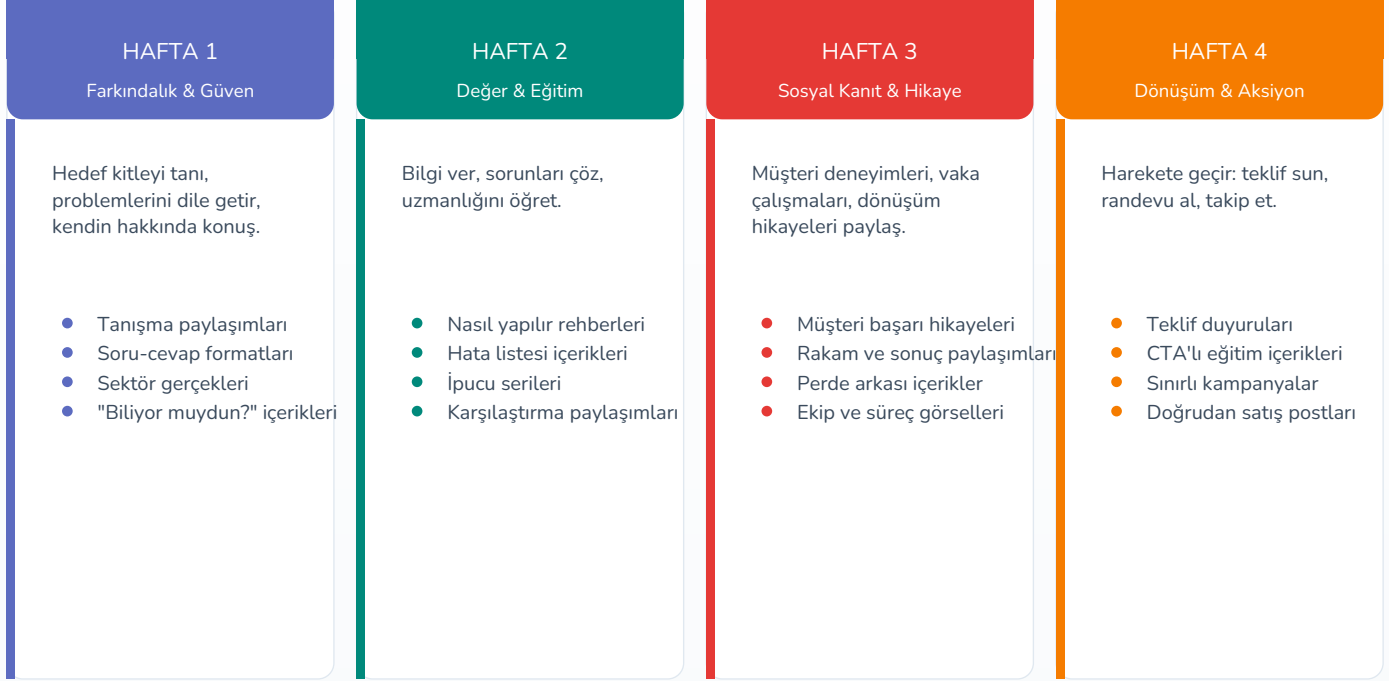 HAFTA 1
Farkındalık & Güven
Hedef kitleyi tanı,
problemlerini dile getir,
kendin hakkında konuş.
Tanışma paylaşımları
Soru-cevap formatları
Sektör gerçekleri
"Biliyor muydun?" içerikleri
HAFTA 2
Değer & Eğitim
Bilgi ver, sorunları çöz,
uzmanlığını öğret.
Nasıl yapılır rehberleri
Hata listesi içerikleri
İpucu serileri
Karşılaştırma paylaşımları
HAFTA 3
Sosyal Kanıt & Hikaye
Müşteri deneyimleri, vaka
çalışmaları, dönüşüm
hikayeleri paylaş.
Müşteri başarı hikayeleri
Rakam ve sonuç paylaşımları
Perde arkası içerikler
Ekip ve süreç görselleri
HAFTA 4
Dönüşüm & Aksiyon
Harekete geçir: teklif sun,
randevu al, takip et.
Teklif duyuruları
CTA'lı eğitim içerikleri
Sınırlı kampanyalar
Doğrudan satış postları